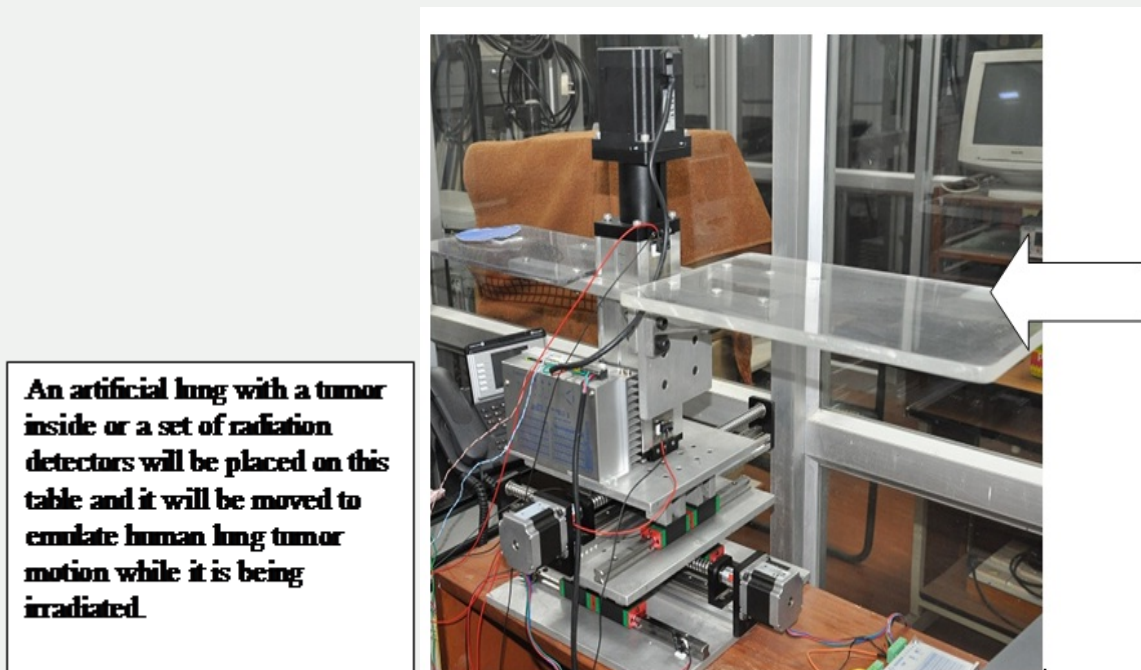 An artificial lung with a tumor
inside or a set of radiation
detectors will be placed on this
table and it will be moved to
emulate human lung tumor
motion while it is being
irradiated.